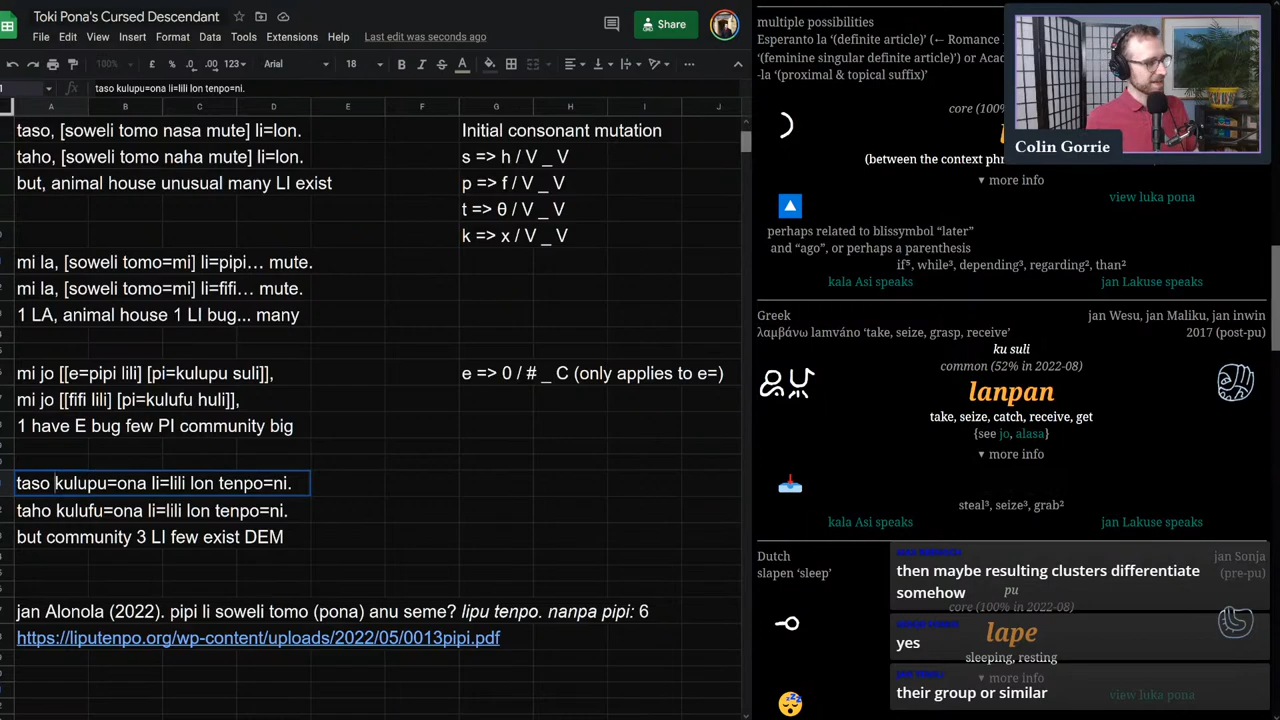 Toki Pona's Cursed Descendant
File Edit View Insert Format Data Tools Extensions Help Last edit was seconds ago
Share
100% £ % .0 .00 123 Arial 18 B I S A
taso kulupu=ona li=lili lon tenpo=ni.
A B C D E F G H I J
taso, [soweli tomo nasa mute] li=lon.
taho, [soweli tomo naha mute] li=lon.
but, animal house unusual many LI exist
Initial consonant mutation
s => h / V _ V
p => f / V _ V
t => θ / V _ V
k => x / V _ V
mi la, [soweli tomo=mi] li=pipi… mute.
mi la, [soweli tomo=mi] li=fifi… mute.
1 LA, animal house 1 LI bug... many
mi jo [[e=pipi lili] [pi=kulupu suli]],
mi jo [[fifi lili] [pi=kulufu huli]],
1 have E bug few PI community big
e => 0 / # _ C (only applies to e=)
taso kulupu=ona li=lili lon tenpo=ni.
taho kulufu=ona li=lili lon tenpo=ni.
but community 3 LI few exist DEM
jan Alonola (2022). pipi li soweli tomo (pona) anu seme? lipu tenpo. nanpa pipi: 6
https://liputenpo.org/wp-content/uploads/2022/05/0013pipi.pdf
multiple possibilities
Esperanto la ‘(definite article)’ (← Romance
(feminine singular definite article)’) or Acad
-la ‘(proximal & topical suffix)’
core (100%
(between the context phr
▾ more info
view luka pona
perhaps related to blissymbol “later”
and “ago”, or perhaps a parenthesis
if⁵, while³, depending³, regarding², than²
kala Asi speaks
jan Lakuse speaks
Colin Gorrie
Greek
λαμβάνω lamváno ‘take, seize, grasp, receive’
jan Wesu, jan Maliku, jan inwin
2017 (post-pu)
ku suli
common (52% in 2022-08)
lanpan
take, seize, catch, receive, get
{see jo, alasa}
▾ more info
steal³, seize³, grab²
kala Asi speaks
jan Lakuse speaks
Dutch
slapen ‘sleep’
jan Sonja
(pre-pu)
pu
core (100% in 2022-08)
lape
sleeping, resting
▾ more info
view luka pona
then maybe resulting clusters differentiate
somehow
yes
their group or similar